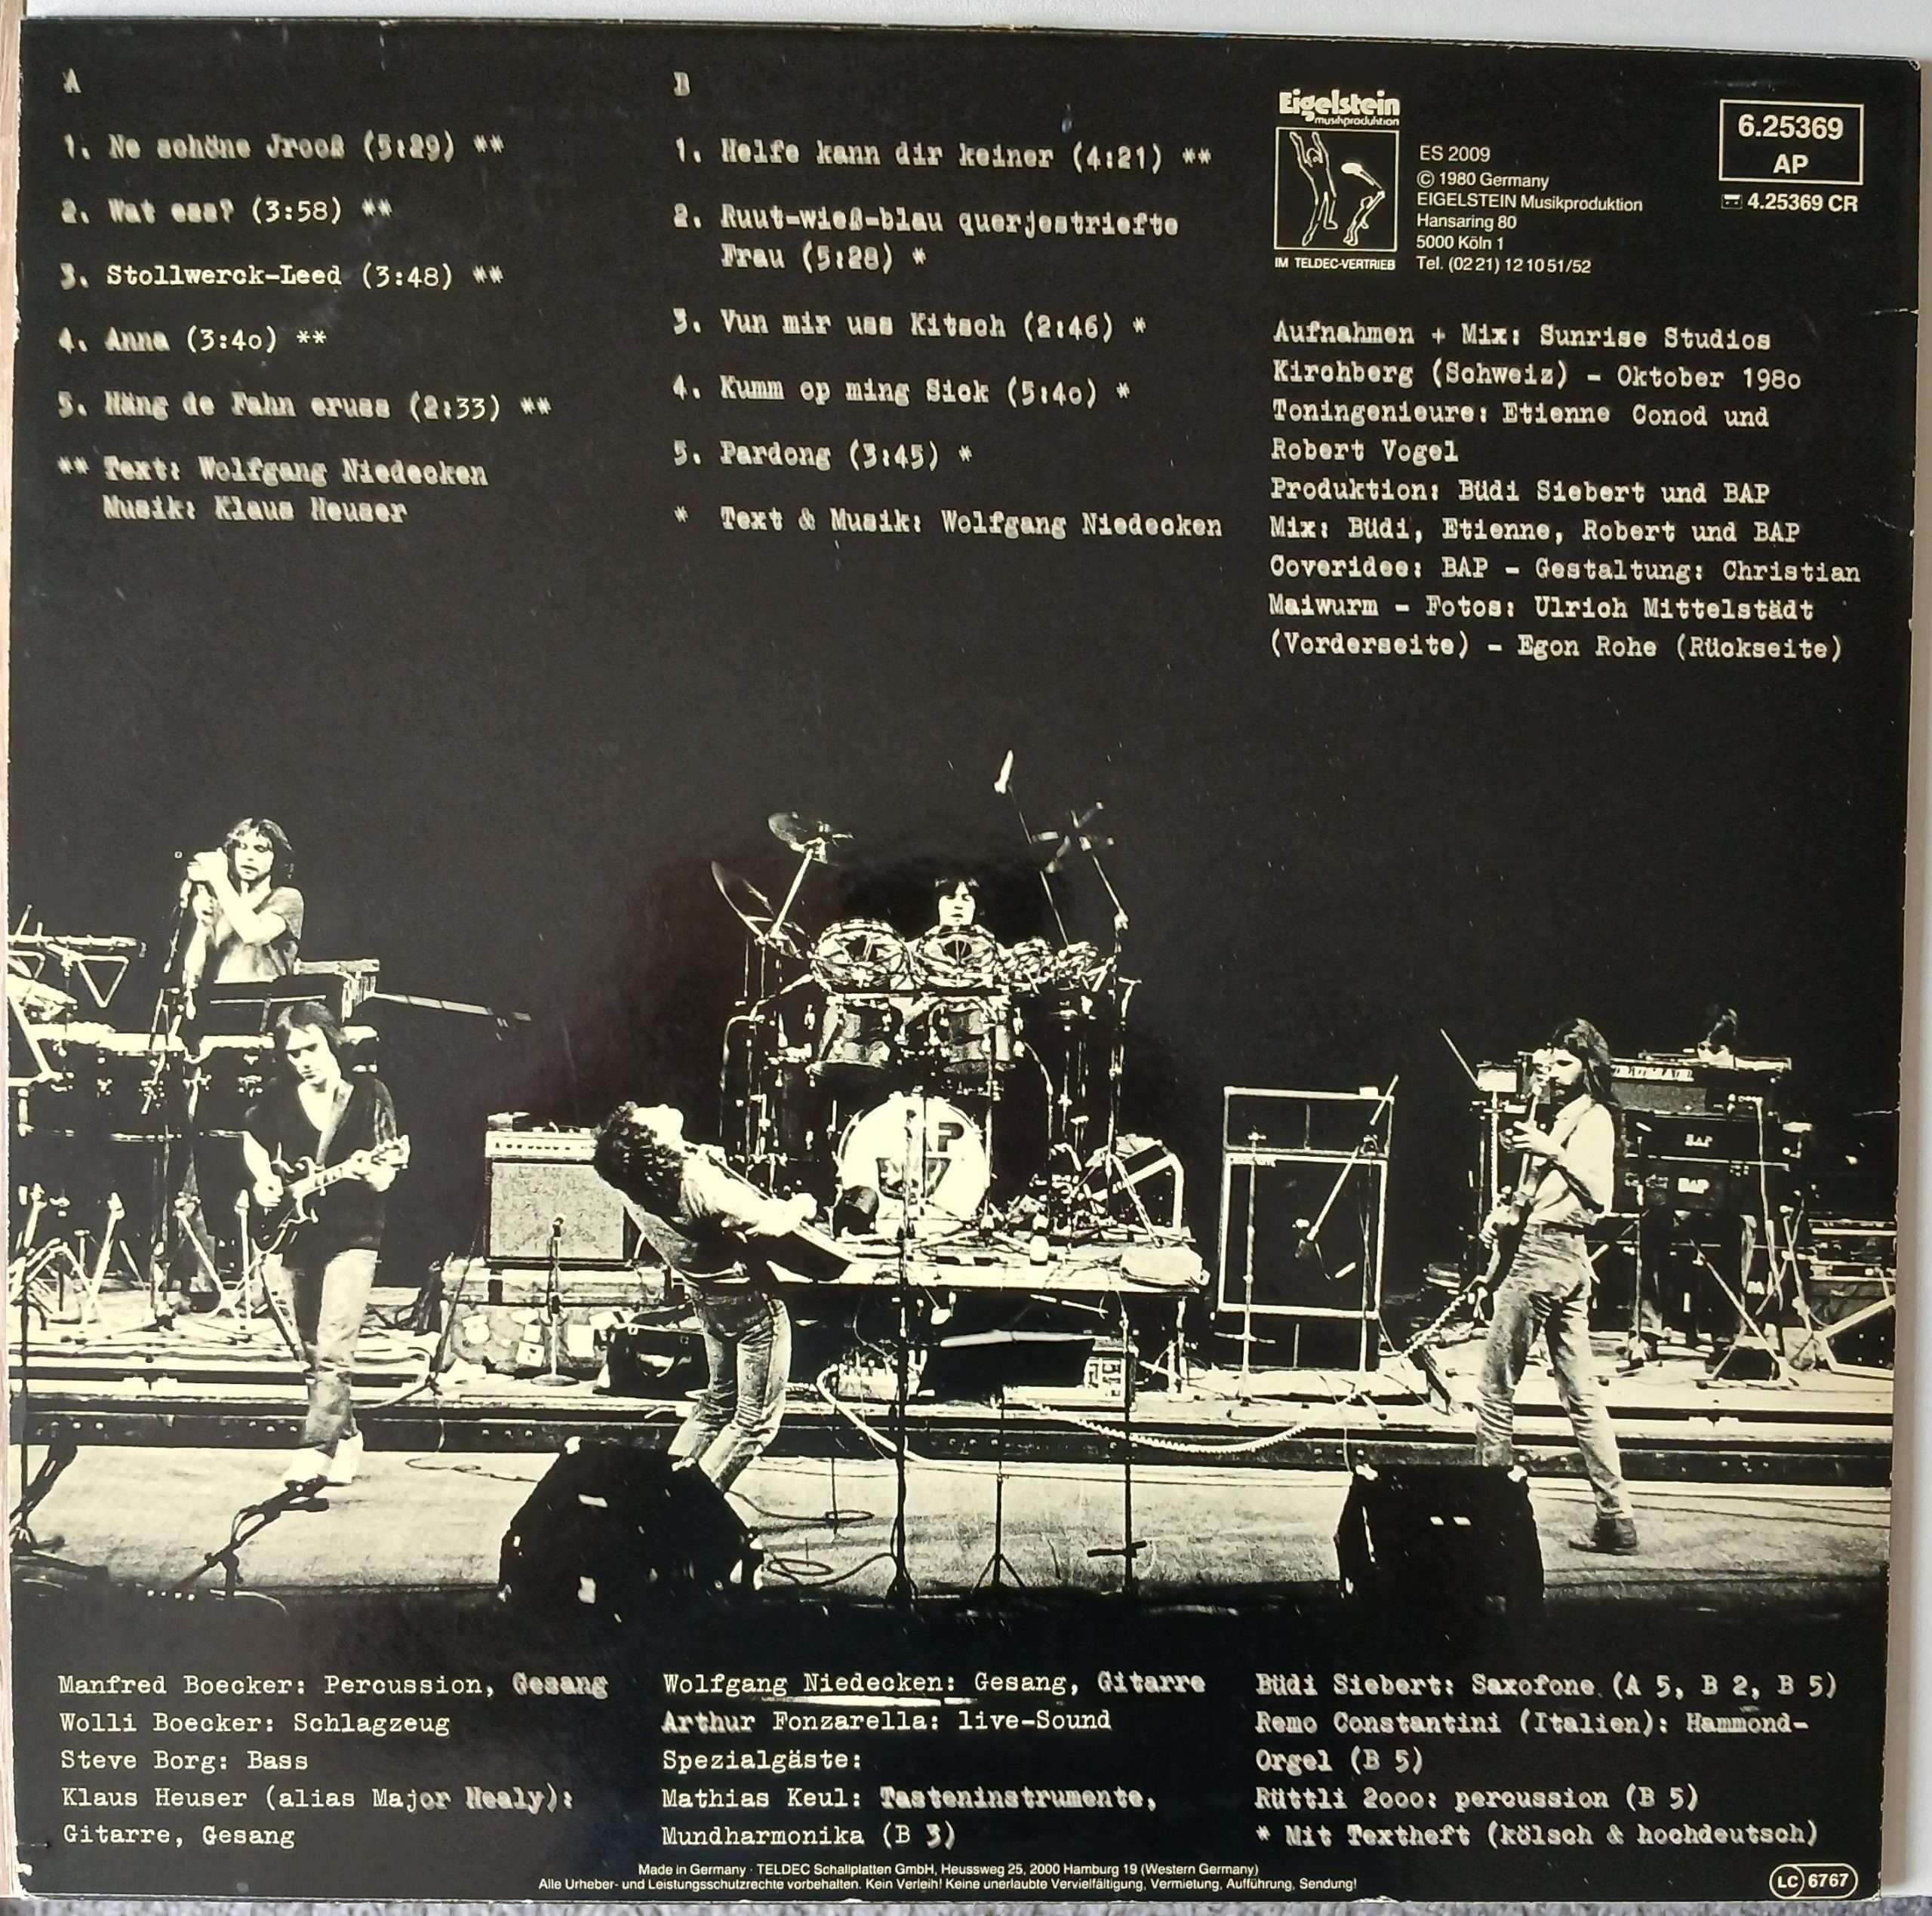 A
1. Ne schöne Jrooß (5:29) **
2. Wat ess? (3:58) **
3. Stollwerck-Leed (3:48) **
4. Anna (3:4o) **
5. Häng de Fahn eruss (2:33) **
** Text: Wolfgang Niedecken
Musik: Klaus Heuser
B
1. Helfe kann dir keiner (4:21) **
2. Ruut-wieß-blau querjestriefte
Frau (5:28) *
3. Vun mir uss Kitsch (2:46) *
4. Kumm op ming Sick (5:4o) *
5. Pardong (3:45) *
* Text & Musik: Wolfgang Niedecken
Eigelstein
musikproduktion
IM TELDEC-VERTRIEB
ES 2009
© 1980 Germany
EIGELSTEIN Musikproduktion
Hansaring 80
5000 Köln 1
Tel. (02 21) 12 10 51/52
6.25369
AP
4.25369 CR
Aufnahmen + Mix: Sunrise Studios
Kirchberg (Schweiz) - Oktober 198o
Toningenieure: Etienne Conod und
Robert Vogel
Produktion: Büdi Siebert und BAP
Mix: Büdi, Etienne, Robert und BAP
Coveridee: BAP - Gestaltung: Christian
Maiwurm - Fotos: Ulrich Mittelstädt
(Vorderseite) - Egon Rohe (Rückseite)
BAP
BAP
Manfred Boecker: Percussion, Gesang
Wolli Boecker: Schlagzeug
Steve Borg: Bass
Klaus Heuser (alias Major Healy):
Gitarre, Gesang
Wolfgang Niedecken: Gesang, Gitarre
Arthur Fonzarella: live-Sound
Spezialgäste:
Mathias Keul: Tasteninstrumente,
Mundharmonika (B 3)
Büdi Siebert: Saxofone (A 5, B 2, B 5)
Remo Constantini (Italien): Hammond-
Orgel (B 5)
Rüttli 2ooo: percussion (B 5)
* Mit Textheft (kölsch & hochdeutsch)
Made in Germany · TELDEC Schallplatten GmbH, Heussweg 25, 2000 Hamburg 19 (Western Germany)
Alle Urheber- und Leistungsschutzrechte vorbehalten. Kein Verleih! Keine unerlaubte Vervielfältigung, Vermietung, Aufführung, Sendung!
LC 6767